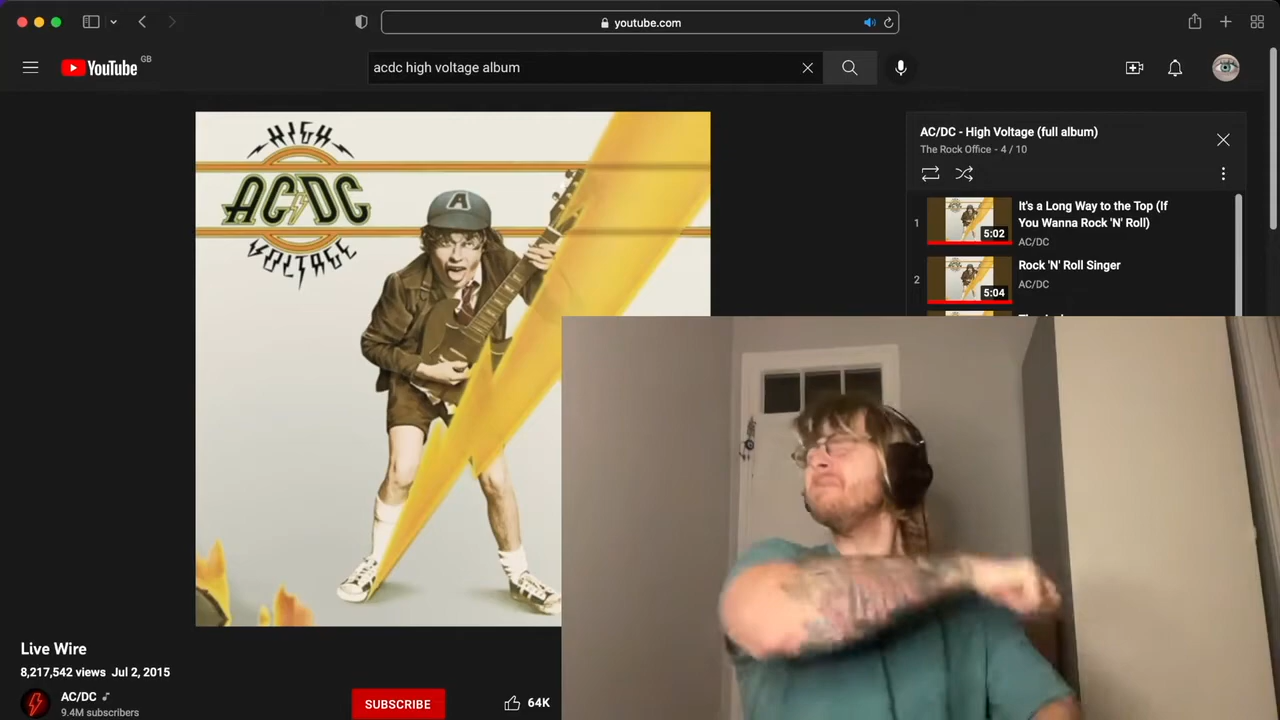 youtube.com
YouTube GB
acdc high voltage album
HIGH
AC/DC
VOLTAGE
A
AC/DC - High Voltage (full album)
The Rock Office - 4 / 10
1
5:02
It's a Long Way to the Top (If
You Wanna Rock 'N' Roll)
AC/DC
2
5:04
Rock 'N' Roll Singer
AC/DC
Live Wire
8,217,542 views Jul 2, 2015
AC/DC
9.4M subscribers
SUBSCRIBE
64K